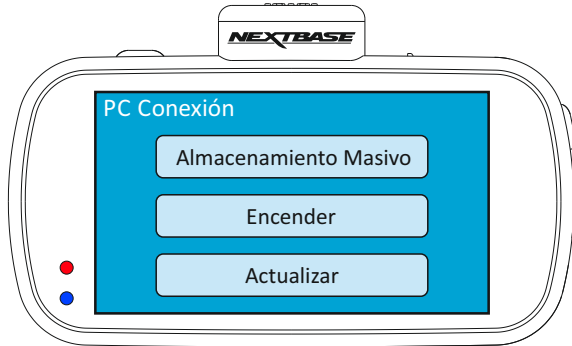 NEXTBASE
PC Conexión
Almacenamiento Masivo
Encender
Actualizar